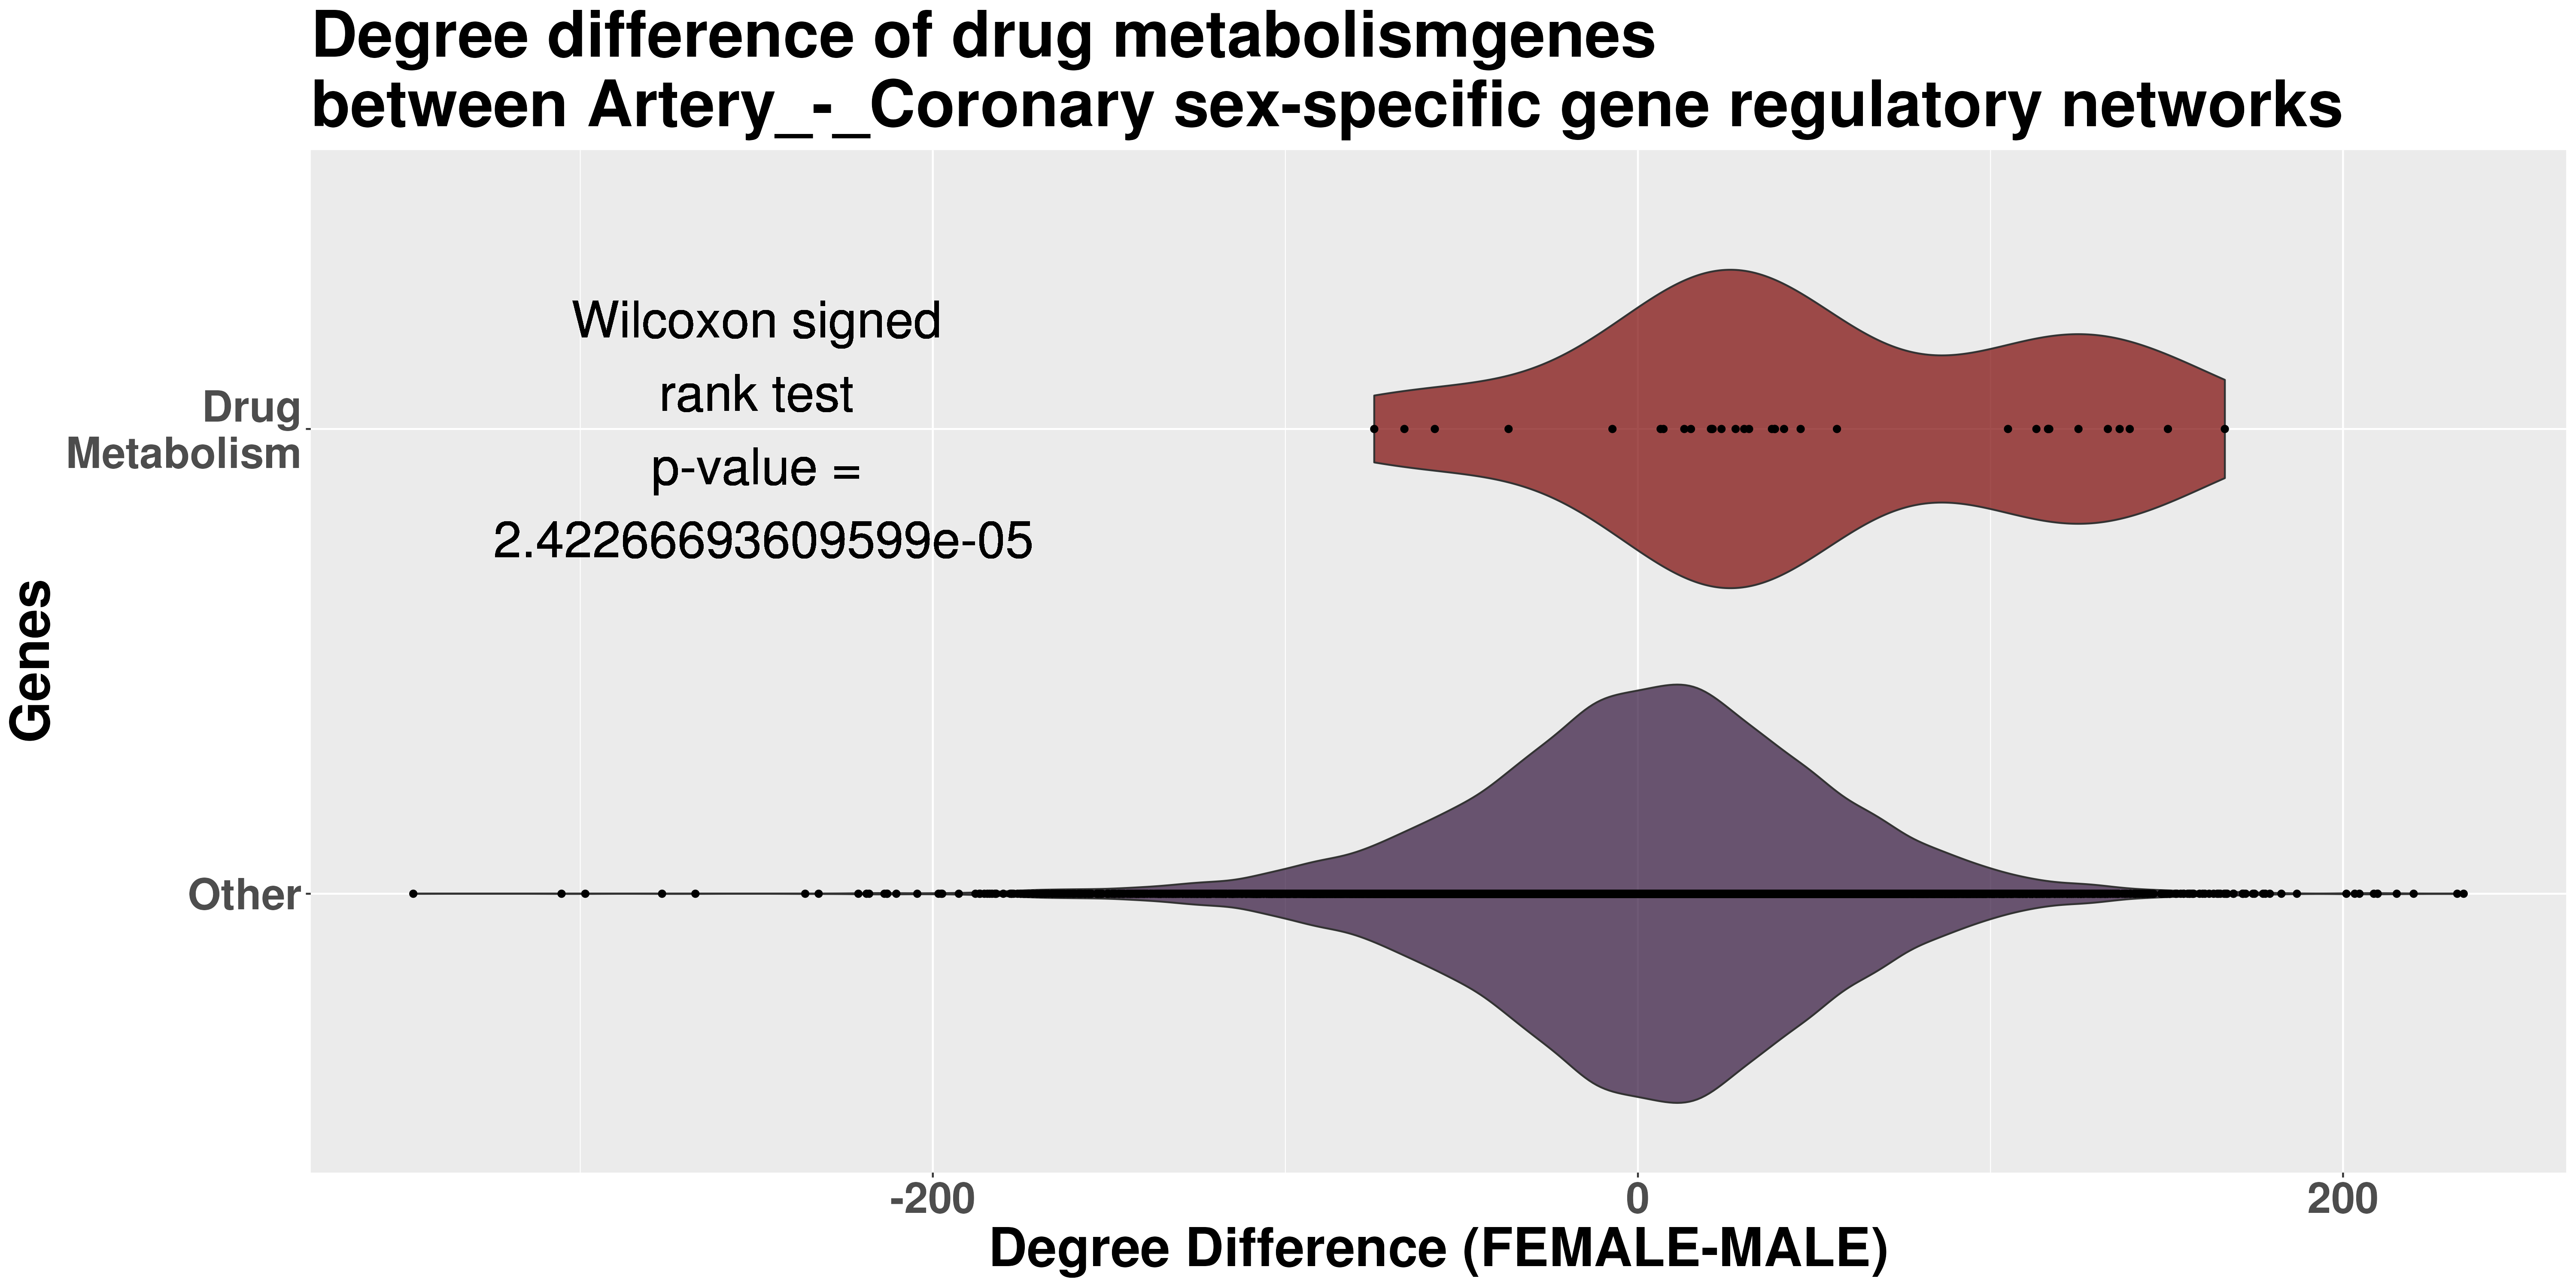 Degree difference of drug metabolismgenes
between Artery_-_Coronary sex-specific gene regulatory networks
Wilcoxon signed
rank test
p-value =
2.42266693609599e-05
Drug
Metabolism
Other
Genes
-200
0
200
Degree Difference (FEMALE-MALE)